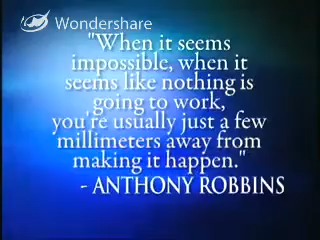 Wondershare
"When it seems
impossible, when it
seems like nothing is
going to work,
you're usually just a few
millimeters away from
making it happen."
- ANTHONY ROBBINS